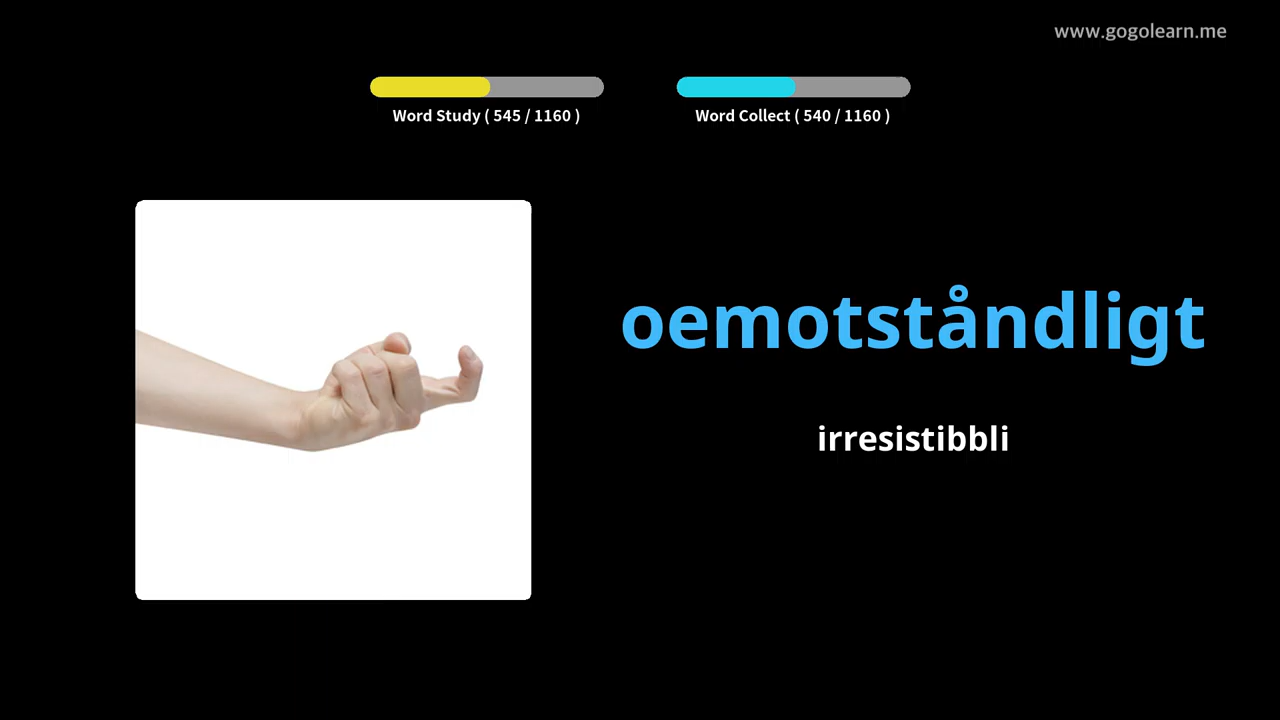 www.gogolearn.me
Word Study ( 545 / 1160 )
Word Collect ( 540 / 1160 )
oemotståndligt
irresistibbli